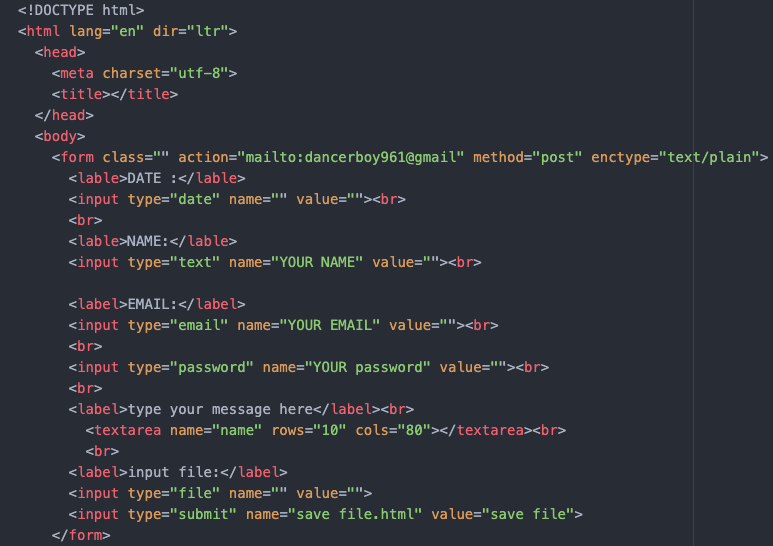 <!DOCTYPE html>
<html lang="en" dir="ltr">
<head>
<meta charset="utf-8">
<title></title>
</head>
<body>
<form class="" action="mailto:dancerboy961@gmail" method="post" enctype="text/plain">
<lable>DATE :</lable>
<input type="date" name="" value=""><br>
<br>
<lable>NAME:</lable>
<input type="text" name="YOUR NAME" value=""><br>
<label>EMAIL:</label>
<input type="email" name="YOUR EMAIL" value=""><br>
<br>
<input type="password" name="YOUR password" value=""><br>
<br>
<label>type your message here</label><br>
<textarea name="name" rows="10" cols="80"></textarea><br>
<br>
<label>input file:</label>
<input type="file" name="" value="">
<input type="submit" name="save file.html" value="save file">
</form>